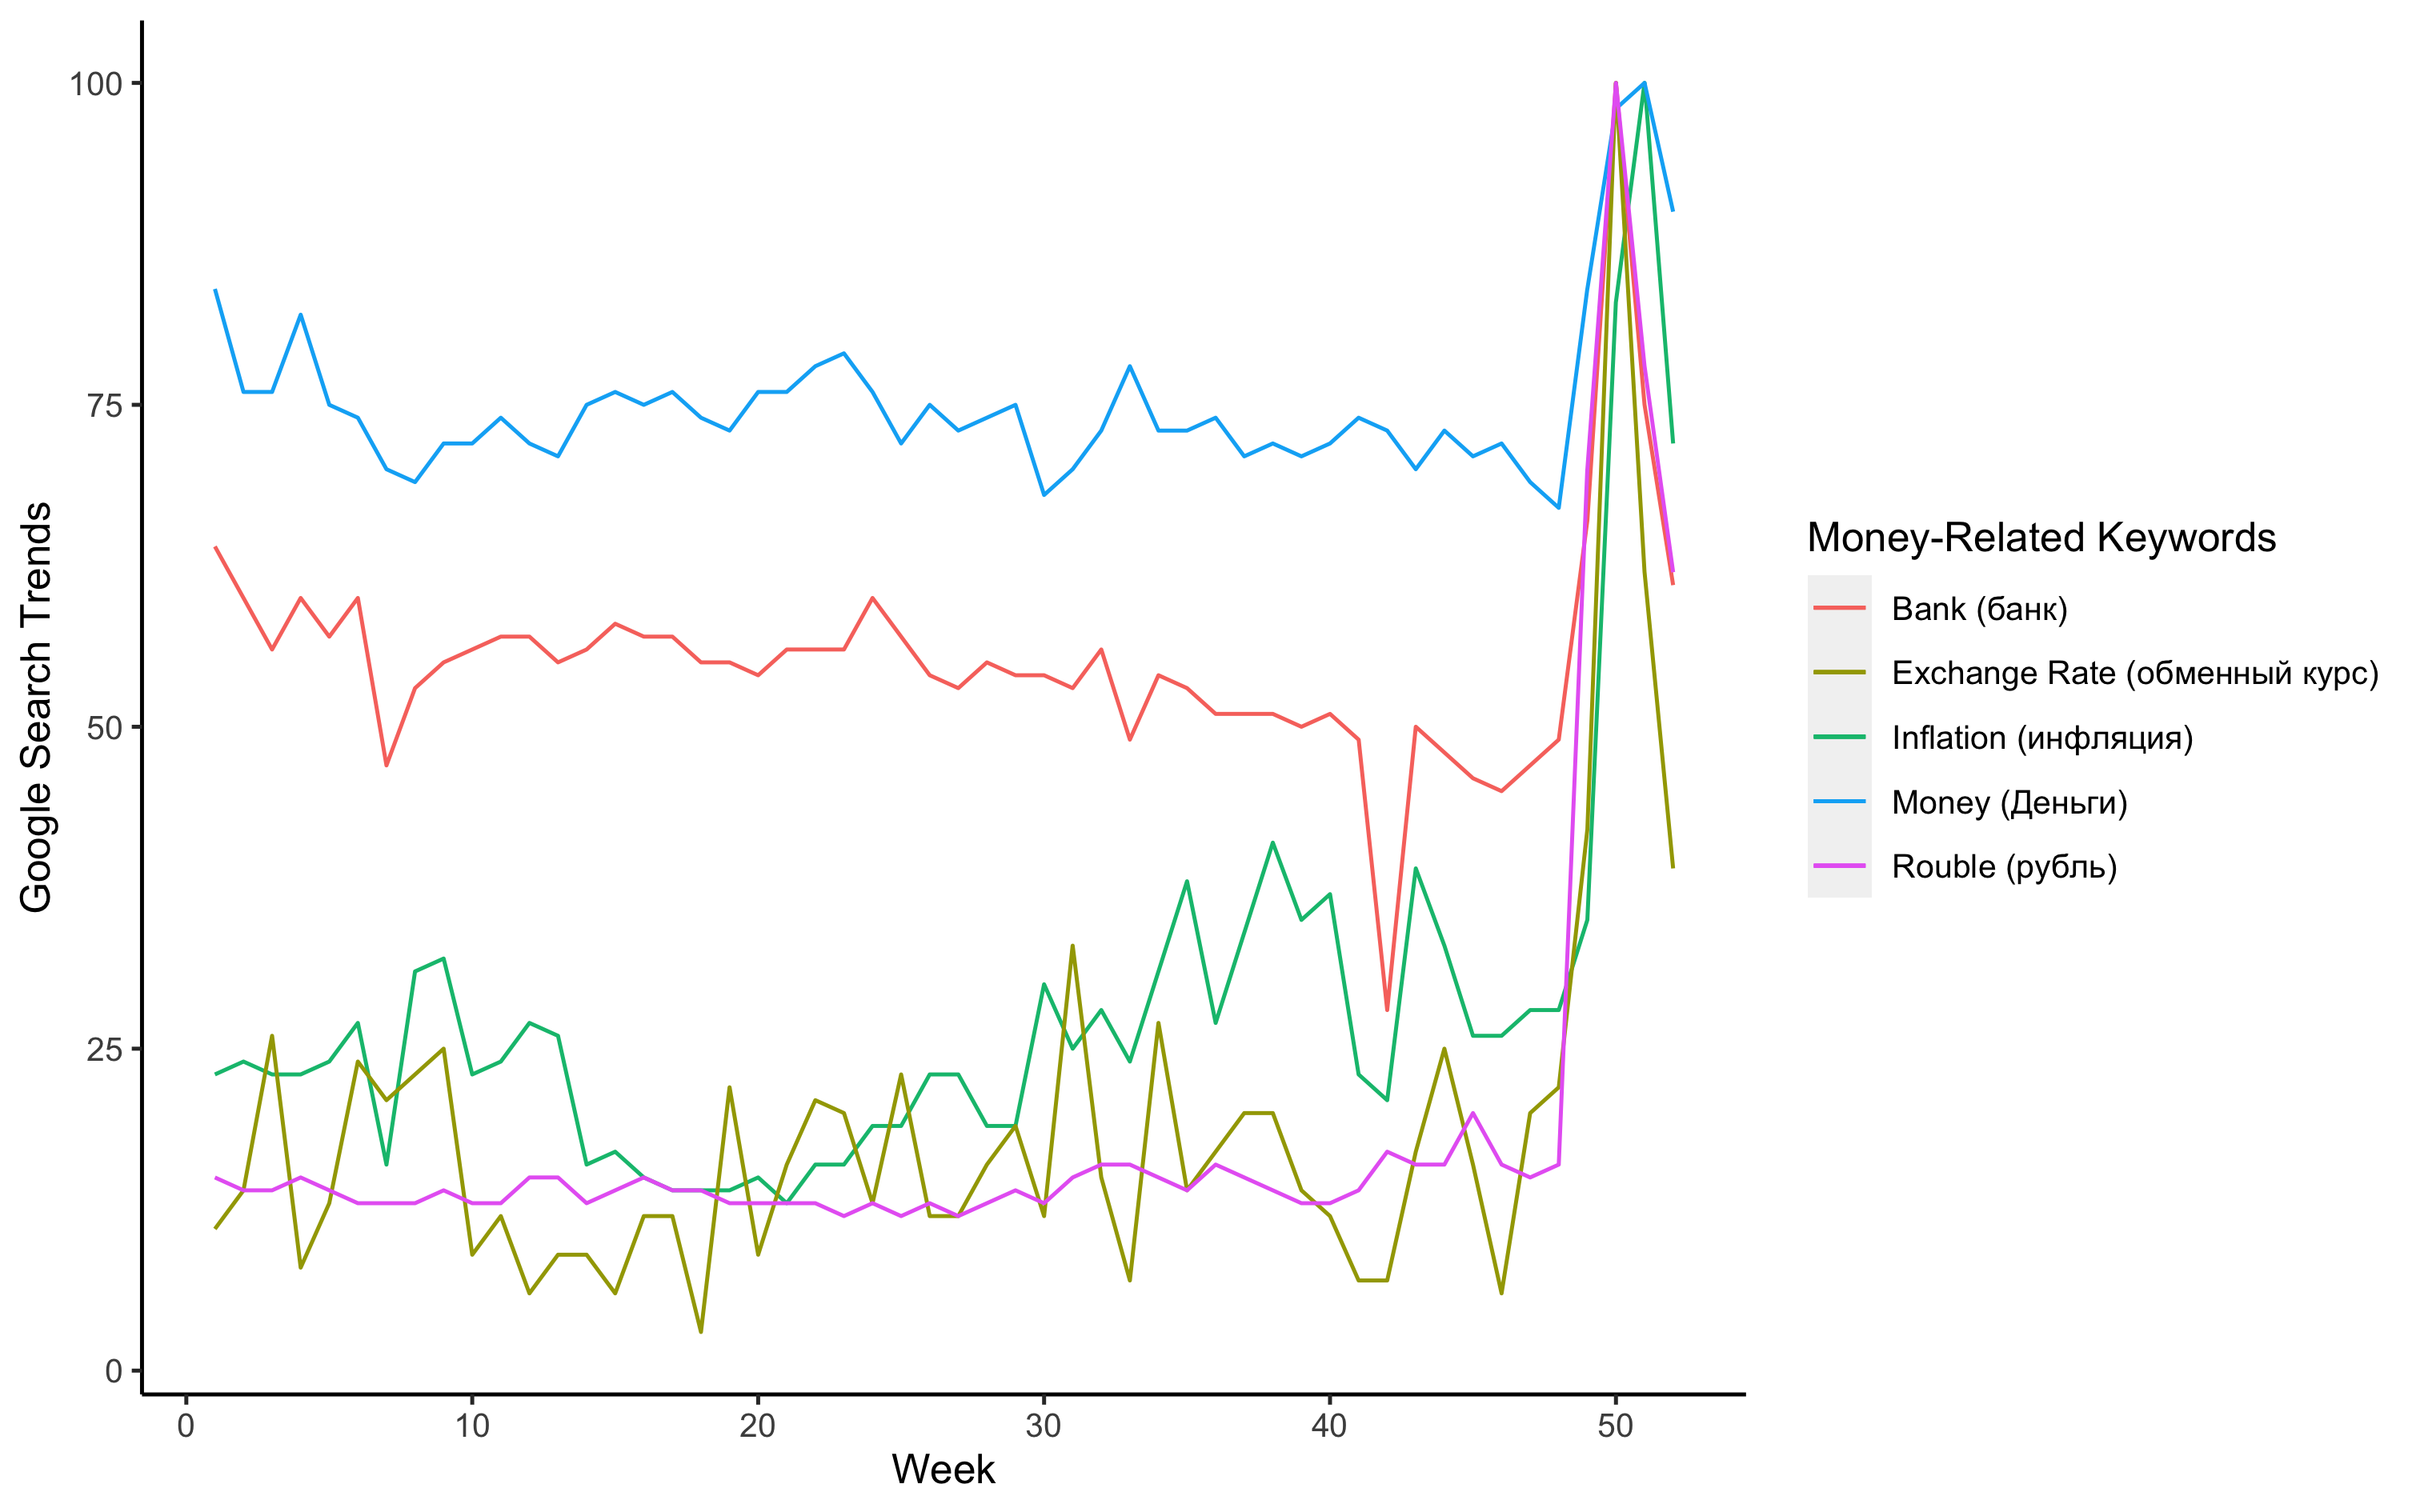 Google Search Trends
100
75
50
25
0
0 10 20 30 40 50
Week
Money-Related Keywords
Bank (банк)
Exchange Rate (обменный курс)
Inflation (инфляция)
Money (Деньги)
Rouble (рубль)